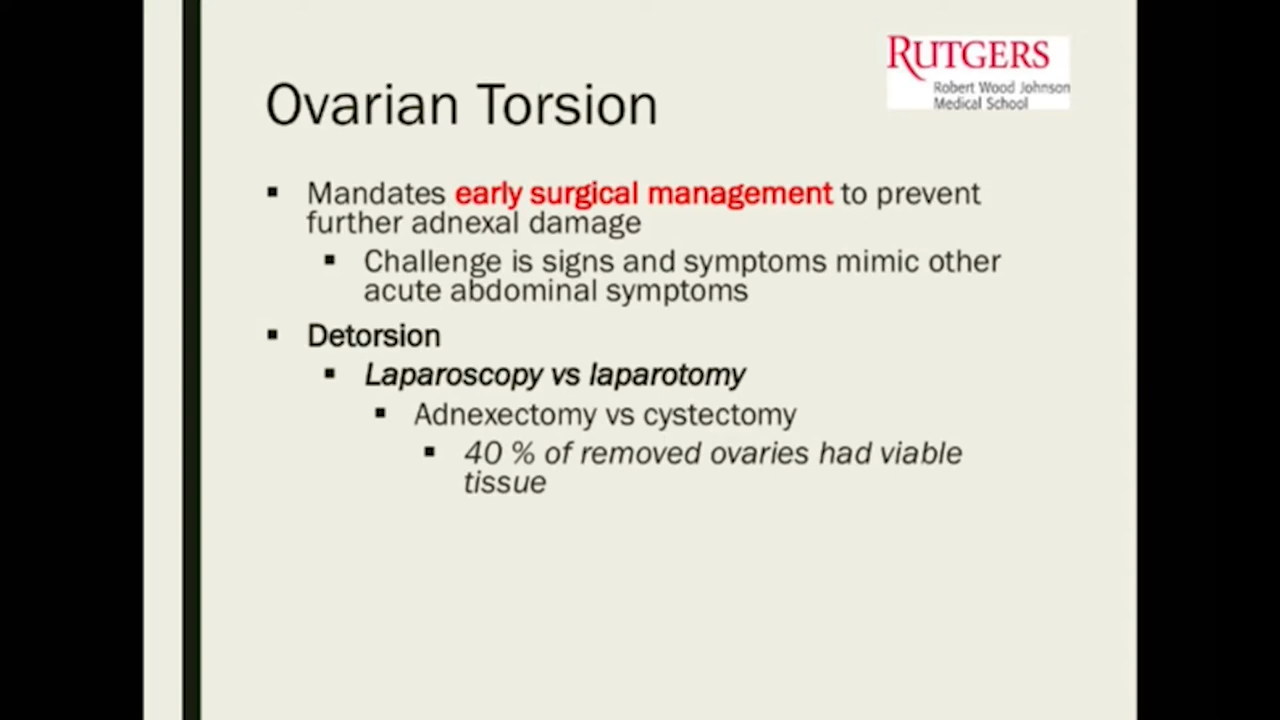 RUTGERS
Robert Wood Johnson
Medical School
Ovarian Torsion
▪ Mandates early surgical management to prevent
further adnexal damage
▪ Challenge is signs and symptoms mimic other
acute abdominal symptoms
▪ Detorsion
▪ Laparoscopy vs laparotomy
▪ Adnexectomy vs cystectomy
▪ 40 % of removed ovaries had viable
tissue